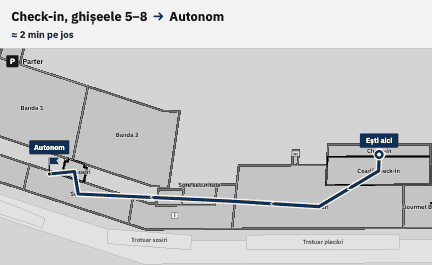 Check-in, ghișeele 5–8 → Autonom
≈ 2 min pe jos
P Parter
Banda 1
Banda 2
Autonom
Ești aici
Trotuar sosiri
Trotuar plecări
Gourmet B